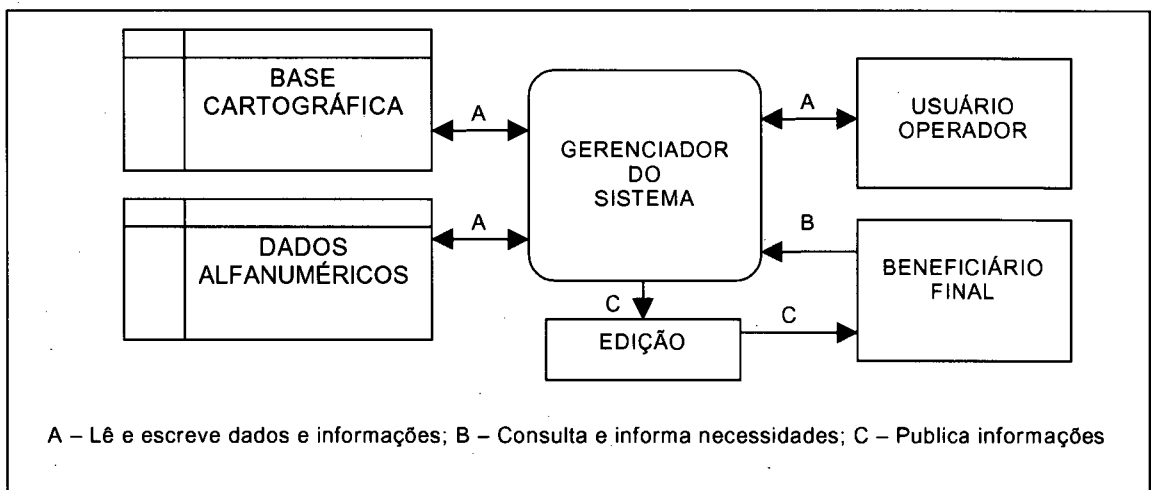 BASE
CARTOGRÁFICA
A
GERENCIADOR
DO
SISTEMA
A
USUÁRIO
OPERADOR
DADOS
ALFANUMÉRICOS
A
B
BENEFICIÁRIO
FINAL
C
EDIÇÃO
C
A – Lê e escreve dados e informações; B – Consulta e informa necessidades; C – Publica informações